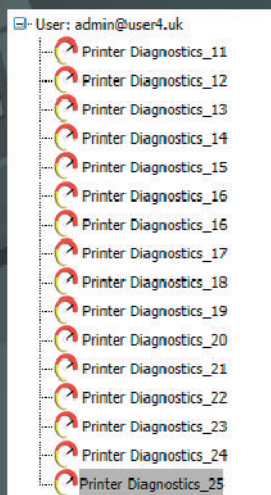 User: admin@user4.uk
Printer Diagnostics_11
Printer Diagnostics_12
Printer Diagnostics_13
Printer Diagnostics_14
Printer Diagnostics_15
Printer Diagnostics_16
Printer Diagnostics_16
Printer Diagnostics_17
Printer Diagnostics_18
Printer Diagnostics_19
Printer Diagnostics_20
Printer Diagnostics_21
Printer Diagnostics_22
Printer Diagnostics_23
Printer Diagnostics_24
Printer Diagnostics_25